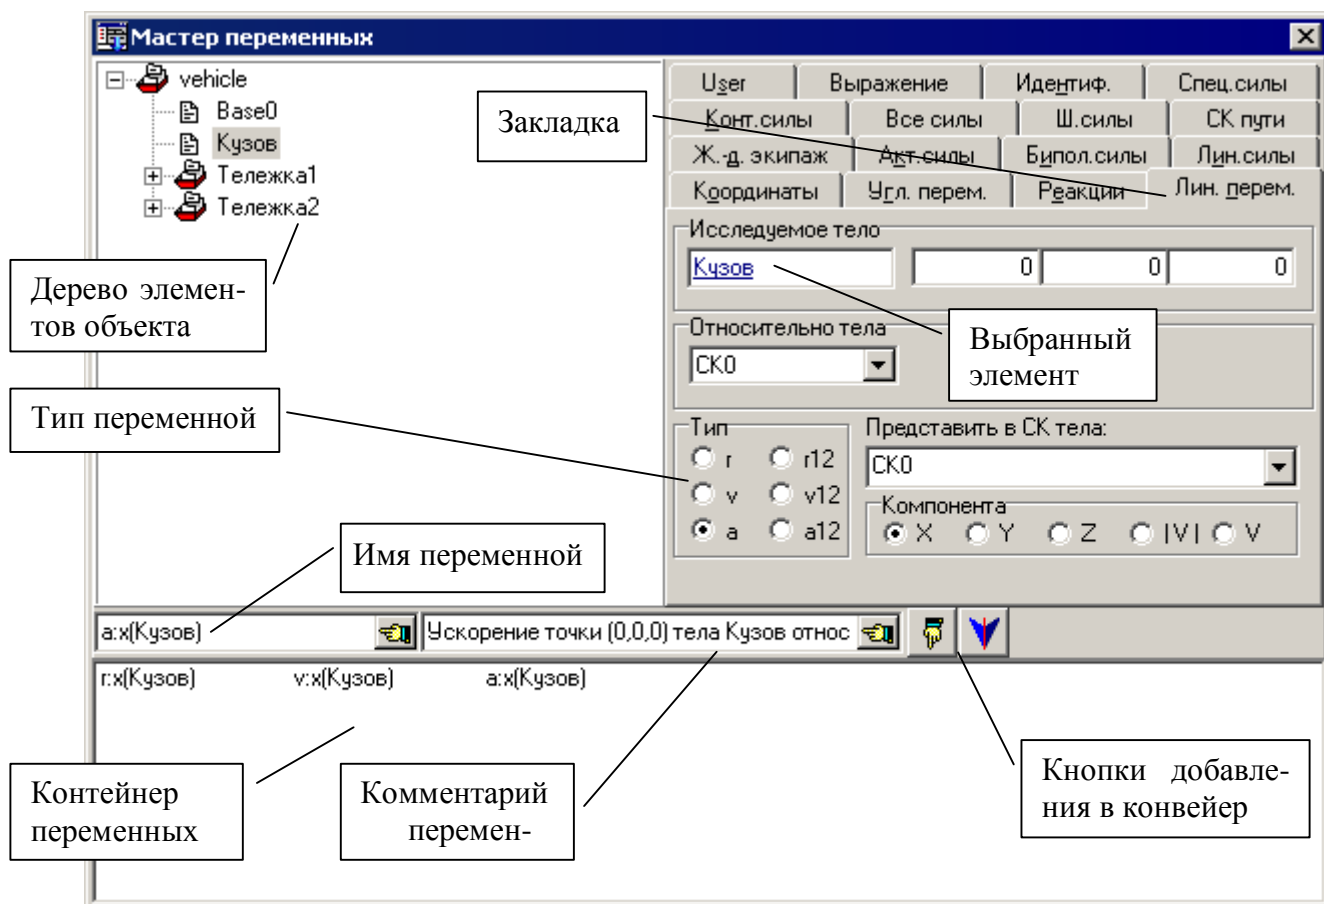 Мастер переменных
vehicle
Base0
Кузов
Тележка1
Тележка2
User Выражение Идентиф. Спец.силы
Конт.силы Все силы Ш.силы СК пути
Ж.-д. экипаж Акт.силы Бипол.силы Лин.силы
Координаты Угл. перем. Реакции Лин. перем.
Закладка
Исследуемое тело
Кузов 0 0 0
Дерево элемен-
тов объекта
Относительно тела
СК0
Выбранный
элемент
Тип переменной
Тип
r r12
v v12
a a12
Представить в СК тела:
СК0
Компонента
X Y Z |V| V
Имя переменной
a:x(Кузов) Ускорение точки (0,0,0) тела Кузов относ
r:x(Кузов) v:x(Кузов) a:x(Кузов)
Контейнер
переменных
Комментарий
перемен-
Кнопки добавле-
ния в конвейер